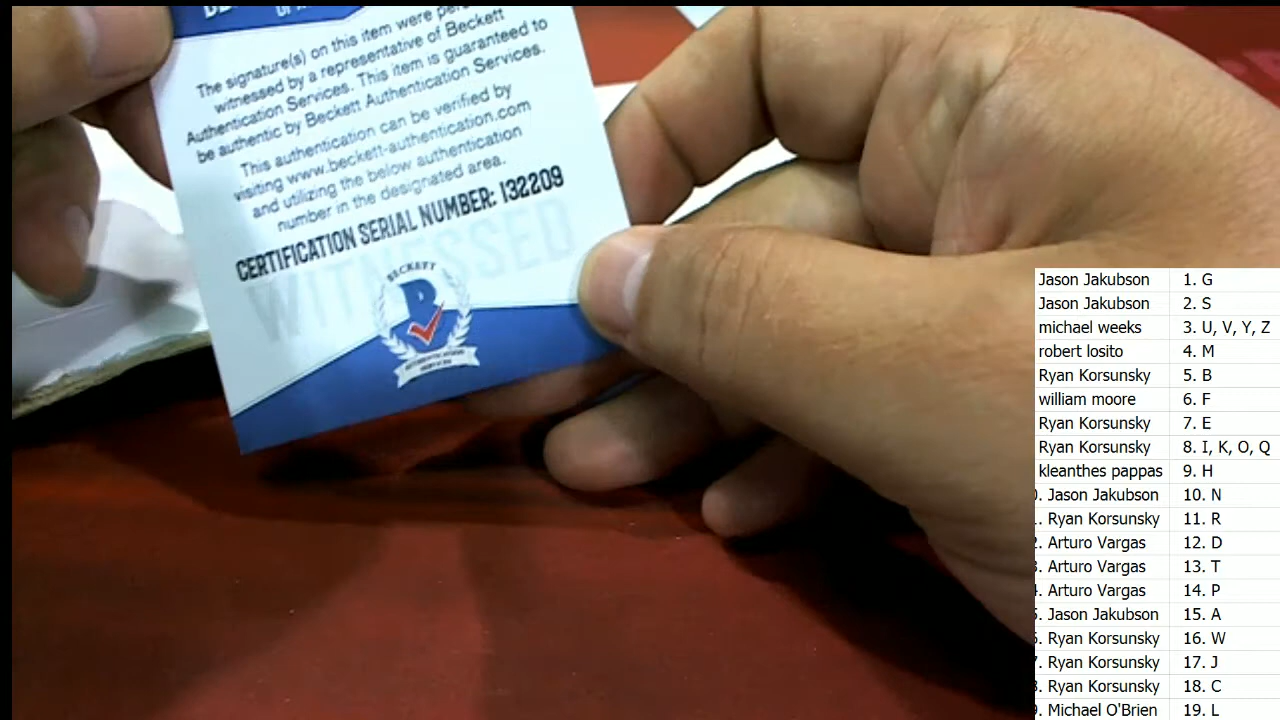 The signature(s) on this item were
witnessed by a representative of Beckett
Authentication Services. This item is guaranteed to
be authentic by Beckett Authentication Services.
This authentication can be verified by
visiting www.beckett-authentication.com
and utilizing the below authentication
number in the designated area.
CERTIFICATION SERIAL NUMBER: 132209
WITNESSED
BECKETT
B
Jason Jakubson 1. G
Jason Jakubson 2. S
michael weeks 3. U, V, Y, Z
robert losito 4. M
Ryan Korsunsky 5. B
william moore 6. F
Ryan Korsunsky 7. E
Ryan Korsunsky 8. I, K, O, Q
kleanthes pappas 9. H
. Jason Jakubson 10. N
. Ryan Korsunsky 11. R
. Arturo Vargas 12. D
. Arturo Vargas 13. T
. Arturo Vargas 14. P
. Jason Jakubson 15. A
. Ryan Korsunsky 16. W
. Ryan Korsunsky 17. J
. Ryan Korsunsky 18. C
. Michael O'Brien 19. L